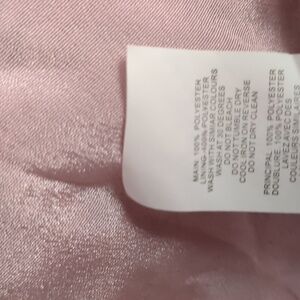 MAIN: 100% POLYESTER
LINING: 100% POLYESTER
WASH WITH SIMILAR COLOURS
WASH AT 30 DEGREES
DO NOT BLEACH
DO NOT TUMBLE DRY
COOL IRON ON REVERSE
DO NOT DRY CLEAN
PRINCIPAL 100% POLYESTER
DOUBLURE 100% POLYESTER
LAVEZ AVEC DES